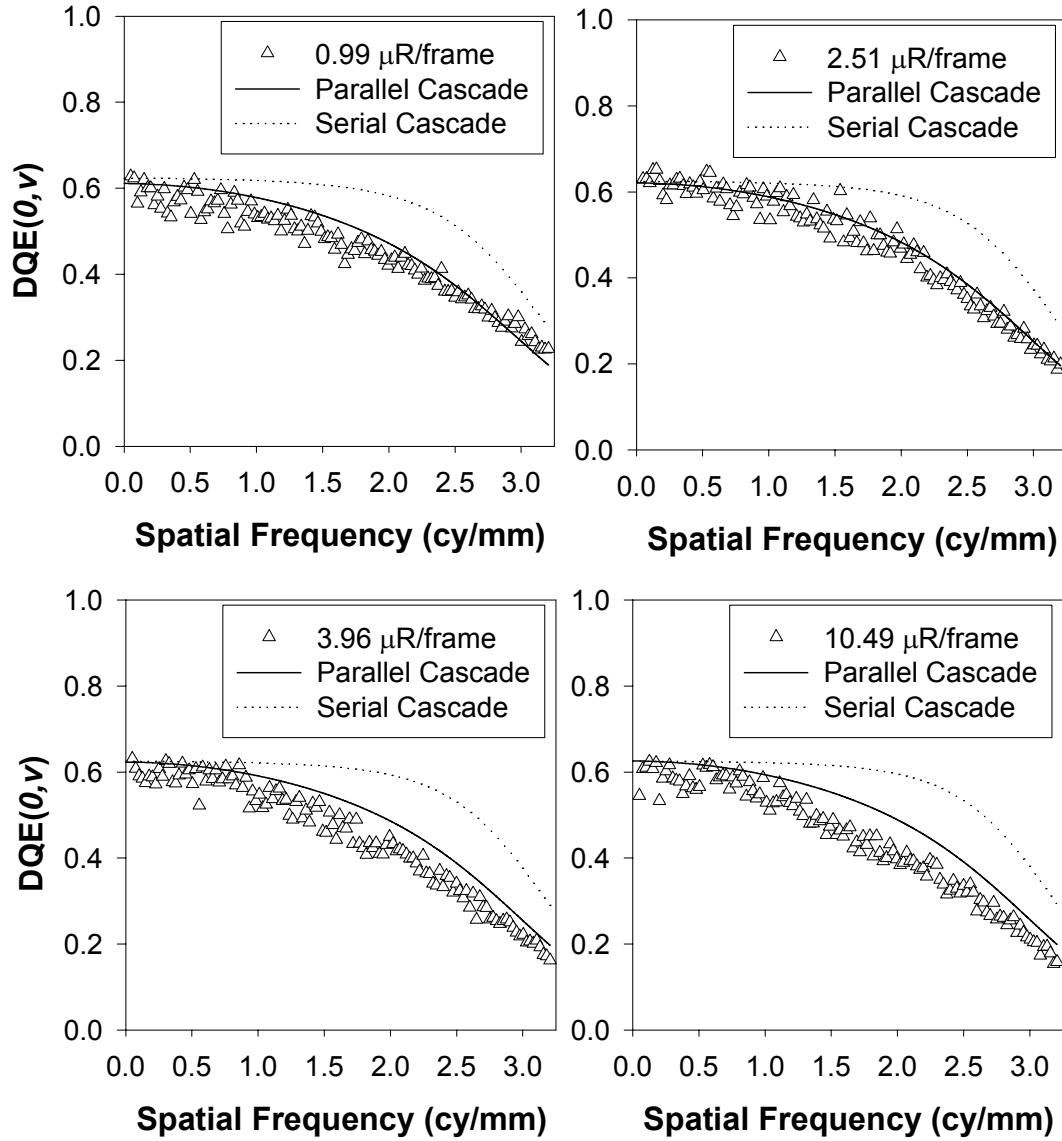 1.0
0.8
0.6
0.4
0.2
0.0
DQE(0,ν)
0.99 μR/frame
Parallel Cascade
Serial Cascade
0.0 0.5 1.0 1.5 2.0 2.5 3.0
Spatial Frequency (cy/mm)
1.0
0.8
0.6
0.4
0.2
0.0
2.51 μR/frame
Parallel Cascade
Serial Cascade
0.0 0.5 1.0 1.5 2.0 2.5 3.0
Spatial Frequency (cy/mm)
1.0
0.8
0.6
0.4
0.2
0.0
DQE(0,ν)
3.96 μR/frame
Parallel Cascade
Serial Cascade
0.0 0.5 1.0 1.5 2.0 2.5 3.0
Spatial Frequency (cy/mm)
1.0
0.8
0.6
0.4
0.2
0.0
10.49 μR/frame
Parallel Cascade
Serial Cascade
0.0 0.5 1.0 1.5 2.0 2.5 3.0
Spatial Frequency (cy/mm)